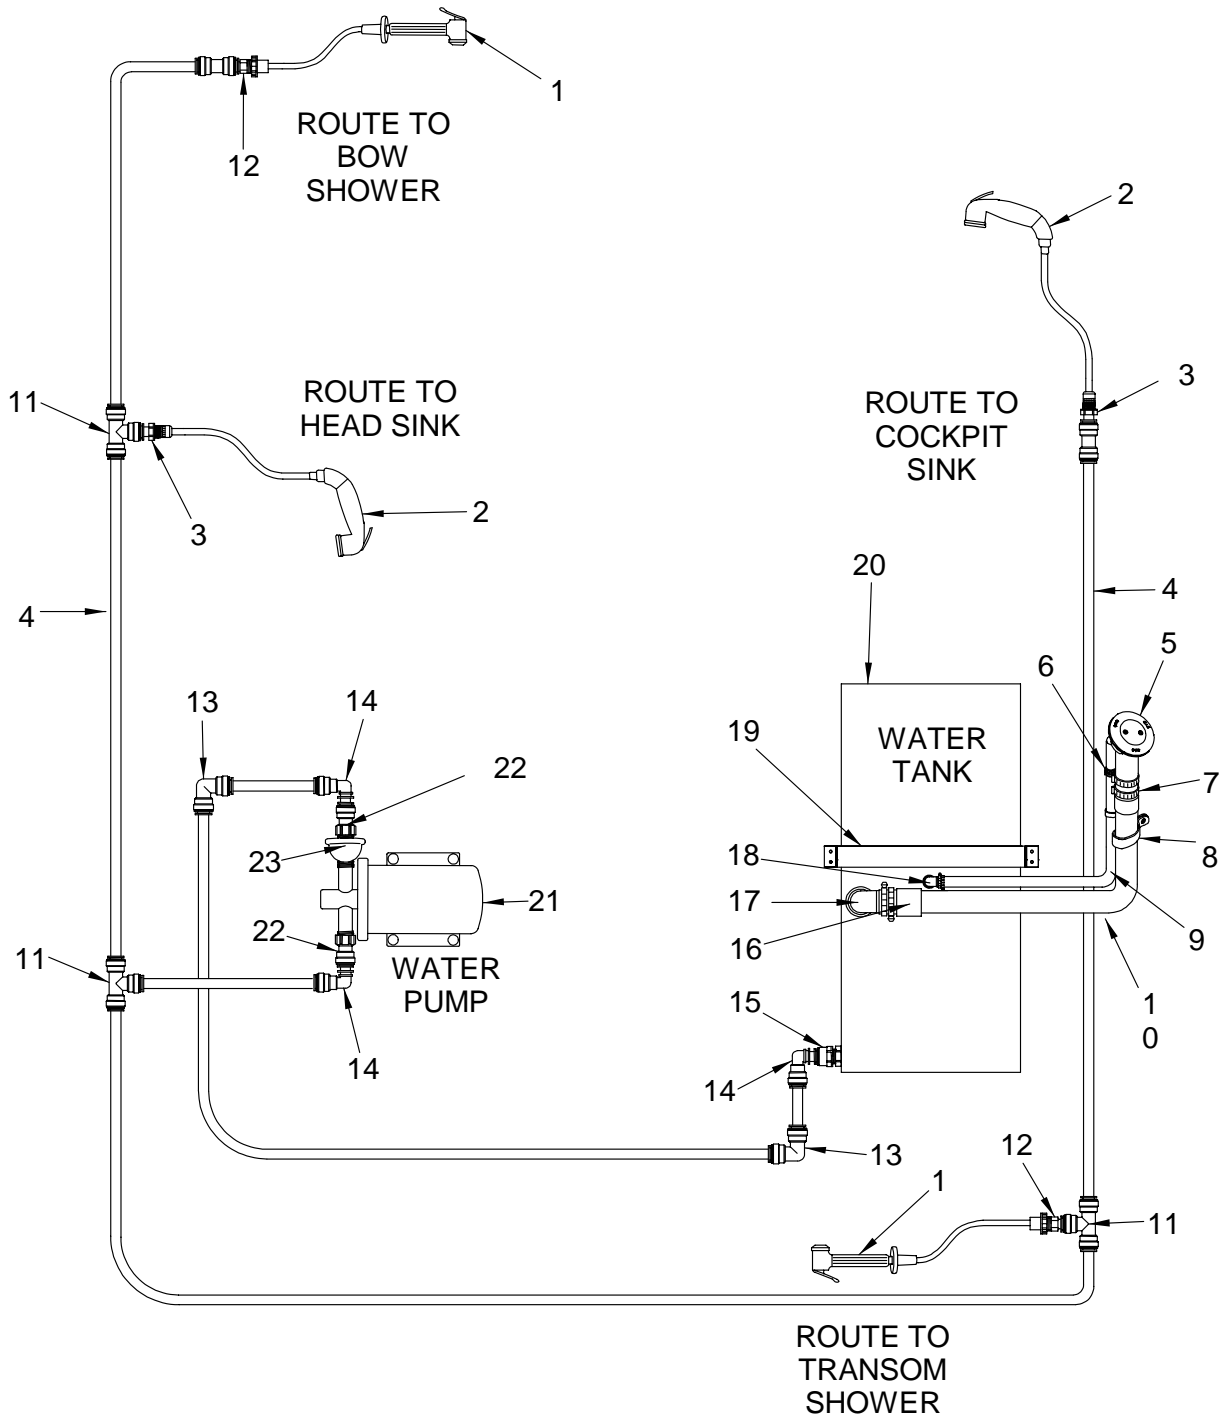 1
12
ROUTE TO
BOW
SHOWER
2
11
ROUTE TO
HEAD SINK
3
ROUTE TO
COCKPIT
SINK
3
2
20
4
4
5
6
13
14
22
19
WATER
TANK
7
23
18
8
21
17
16
9
22
11
WATER
PUMP
15
1
0
14
14
13
12
1
11
ROUTE TO
TRANSOM
SHOWER